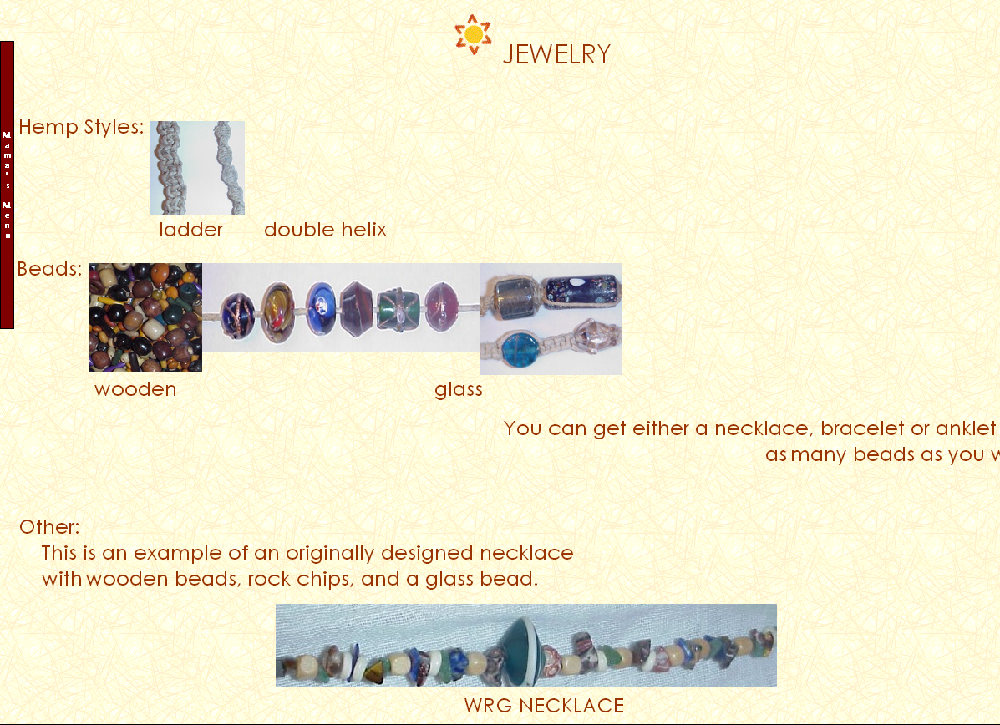 JEWELRY
Mama's Menu
Hemp Styles:
ladder double helix
Beads:
wooden glass
You can get either a necklace, bracelet or anklet
as many beads as you
Other:
This is an example of an originally designed necklace
with wooden beads, rock chips, and a glass bead.
WRG NECKLACE